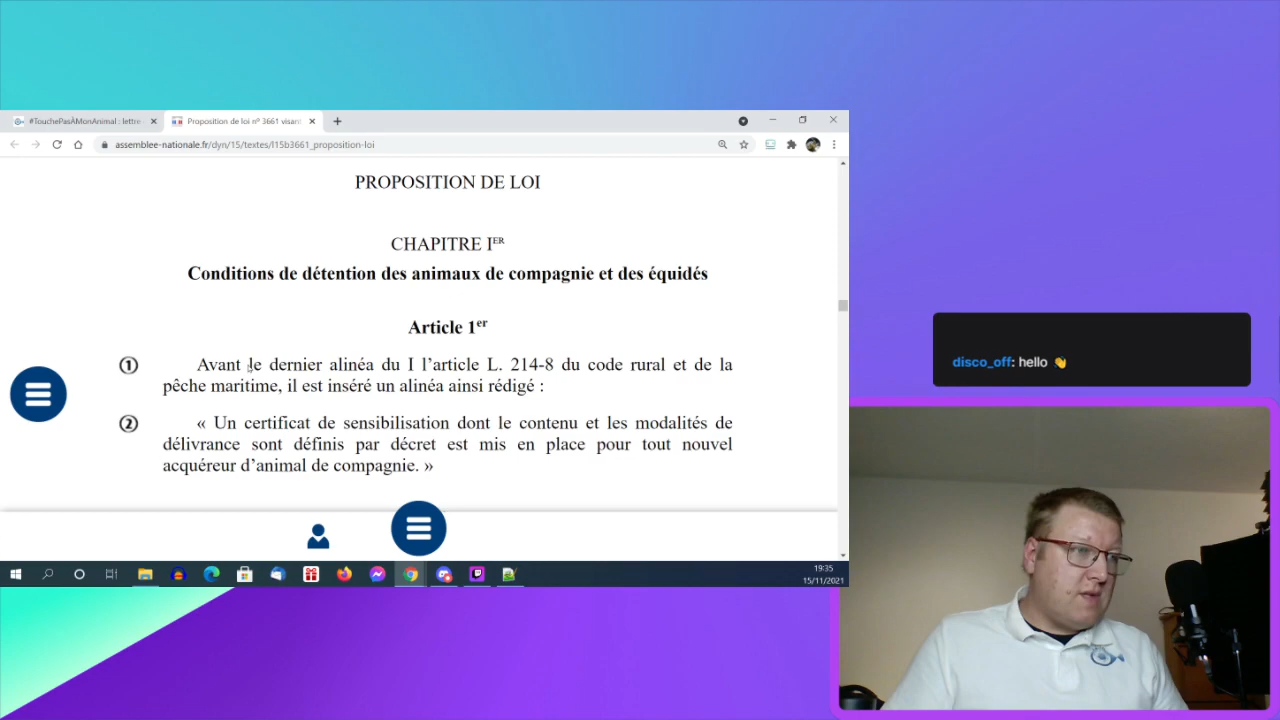 #TouchePasÀMonAnimal : lettre
Proposition de loi nº 3661 visant
assemblee-nationale.fr/dyn/15/textes/l15b3661_proposition-loi
PROPOSITION DE LOI
CHAPITRE IER
Conditions de détention des animaux de compagnie et des équidés
Article 1er
1 Avant le dernier alinéa du I l’article L. 214-8 du code rural et de la
pêche maritime, il est inséré un alinéa ainsi rédigé :
2 « Un certificat de sensibilisation dont le contenu et les modalités de
délivrance sont définis par décret est mis en place pour tout nouvel
acquéreur d’animal de compagnie. »
19:35
15/11/2021
disco_off: hello 👋